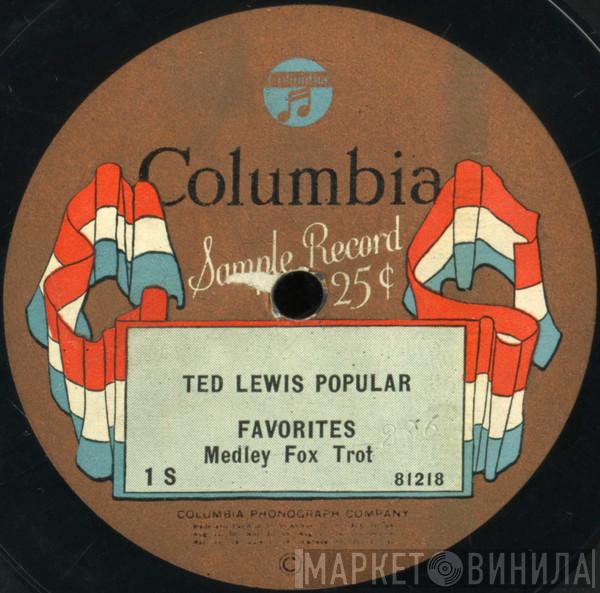 Columbia
Columbia
Sample Record
25¢
TED LEWIS POPULAR
FAVORITES
Medley Fox Trot
1 S
81218
COLUMBIA PHONOGRAPH COMPANY
©
МАРКЕТ ВИНИЛА